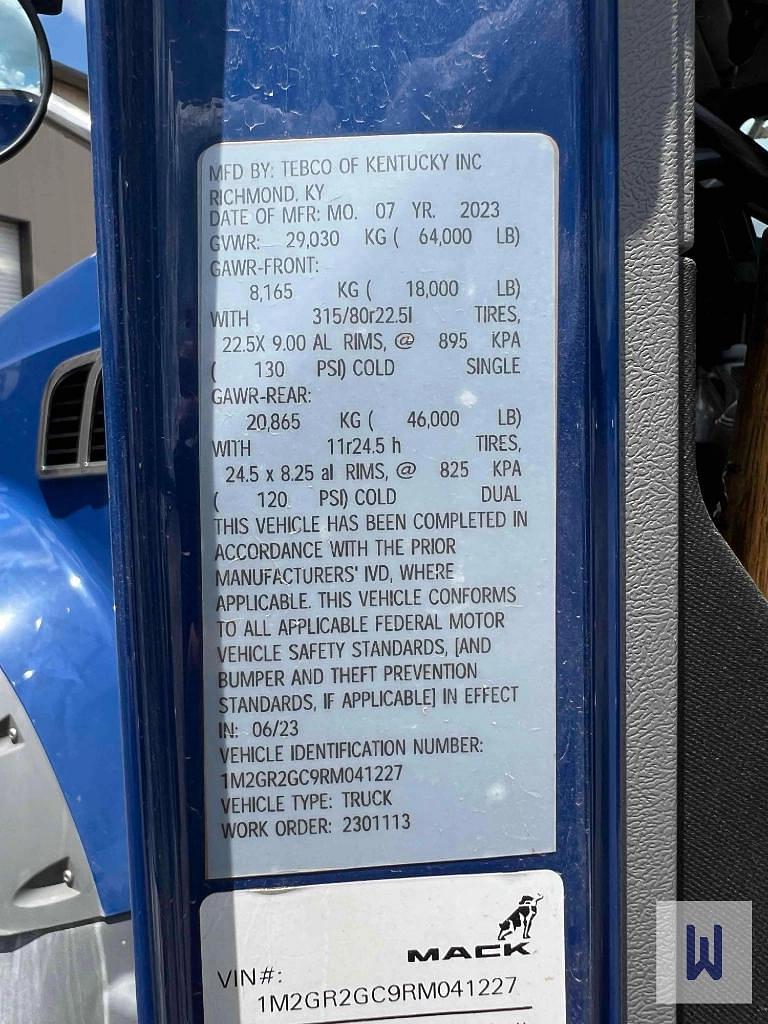 MFD BY: TEBCO OF KENTUCKY INC
RICHMOND, KY
DATE OF MFR: MO. 07 YR. 2023
GVWR: 29,030 KG ( 64,000 LB)
GAWR-FRONT:
8,165 KG ( 18,000 LB)
WITH 315/80r22.5l TIRES,
22.5X 9.00 AL RIMS, @ 895 KPA
( 130 PSI) COLD SINGLE
GAWR-REAR:
20,865 KG ( 46,000 LB)
WITH 11r24.5 h TIRES,
24.5 x 8.25 al RIMS, @ 825 KPA
( 120 PSI) COLD DUAL
THIS VEHICLE HAS BEEN COMPLETED IN
ACCORDANCE WITH THE PRIOR
MANUFACTURERS' IVD, WHERE
APPLICABLE. THIS VEHICLE CONFORMS
TO ALL APPLICABLE FEDERAL MOTOR
VEHICLE SAFETY STANDARDS, [AND
BUMPER AND THEFT PREVENTION
STANDARDS, IF APPLICABLE] IN EFFECT
IN: 06/23
VEHICLE IDENTIFICATION NUMBER:
1M2GR2GC9RM041227
VEHICLE TYPE: TRUCK
WORK ORDER: 2301113
MACK
VIN#:
1M2GR2GC9RM041227
W